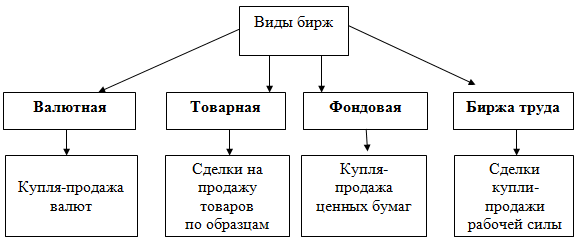 Виды бирж
Валютная
Товарная
Фондовая
Биржа труда
Купля-продажа
валют
Сделки на
продажу
товаров
по образцам
Купля-
продажа
ценных бумаг
Сделки
купли-
продажи
рабочей силы